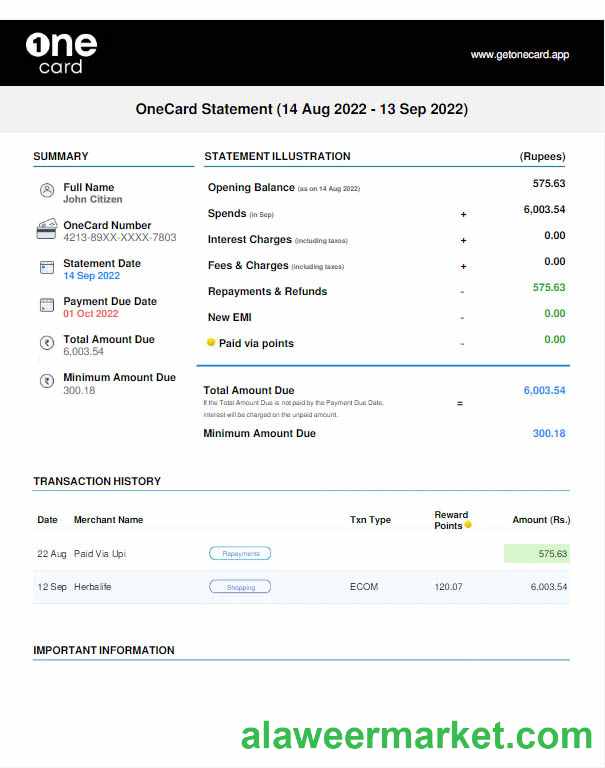 One
card
www.getonecard.app
OneCard Statement (14 Aug 2022 - 13 Sep 2022)
SUMMARY
Full Name
John Citizen
OneCard Number
4213-89XX-XXXX-7803
Statement Date
14 Sep 2022
Payment Due Date
01 Oct 2022
Total Amount Due
6,003.54
Minimum Amount Due
300.18
STATEMENT ILLUSTRATION (Rupees)
Opening Balance (as on 14 Aug 2022) 575.63
Spends (in Sep) + 6,003.54
Interest Charges (including taxes) + 0.00
Fees & Charges (including taxes) + 0.00
Repayments & Refunds - 575.63
New EMI - 0.00
Paid via points - 0.00
Total Amount Due = 6,003.54
If the Total Amount Due is not paid by the Payment Due Date,
interest will be charged on the unpaid amount.
Minimum Amount Due 300.18
TRANSACTION HISTORY
Date Merchant Name Txn Type Reward Points Amount (Rs.)
22 Aug Paid Via Upi Repayments 575.63
12 Sep Herbalife Shopping ECOM 120.07 6,003.54
IMPORTANT INFORMATION
alaweermarket.com